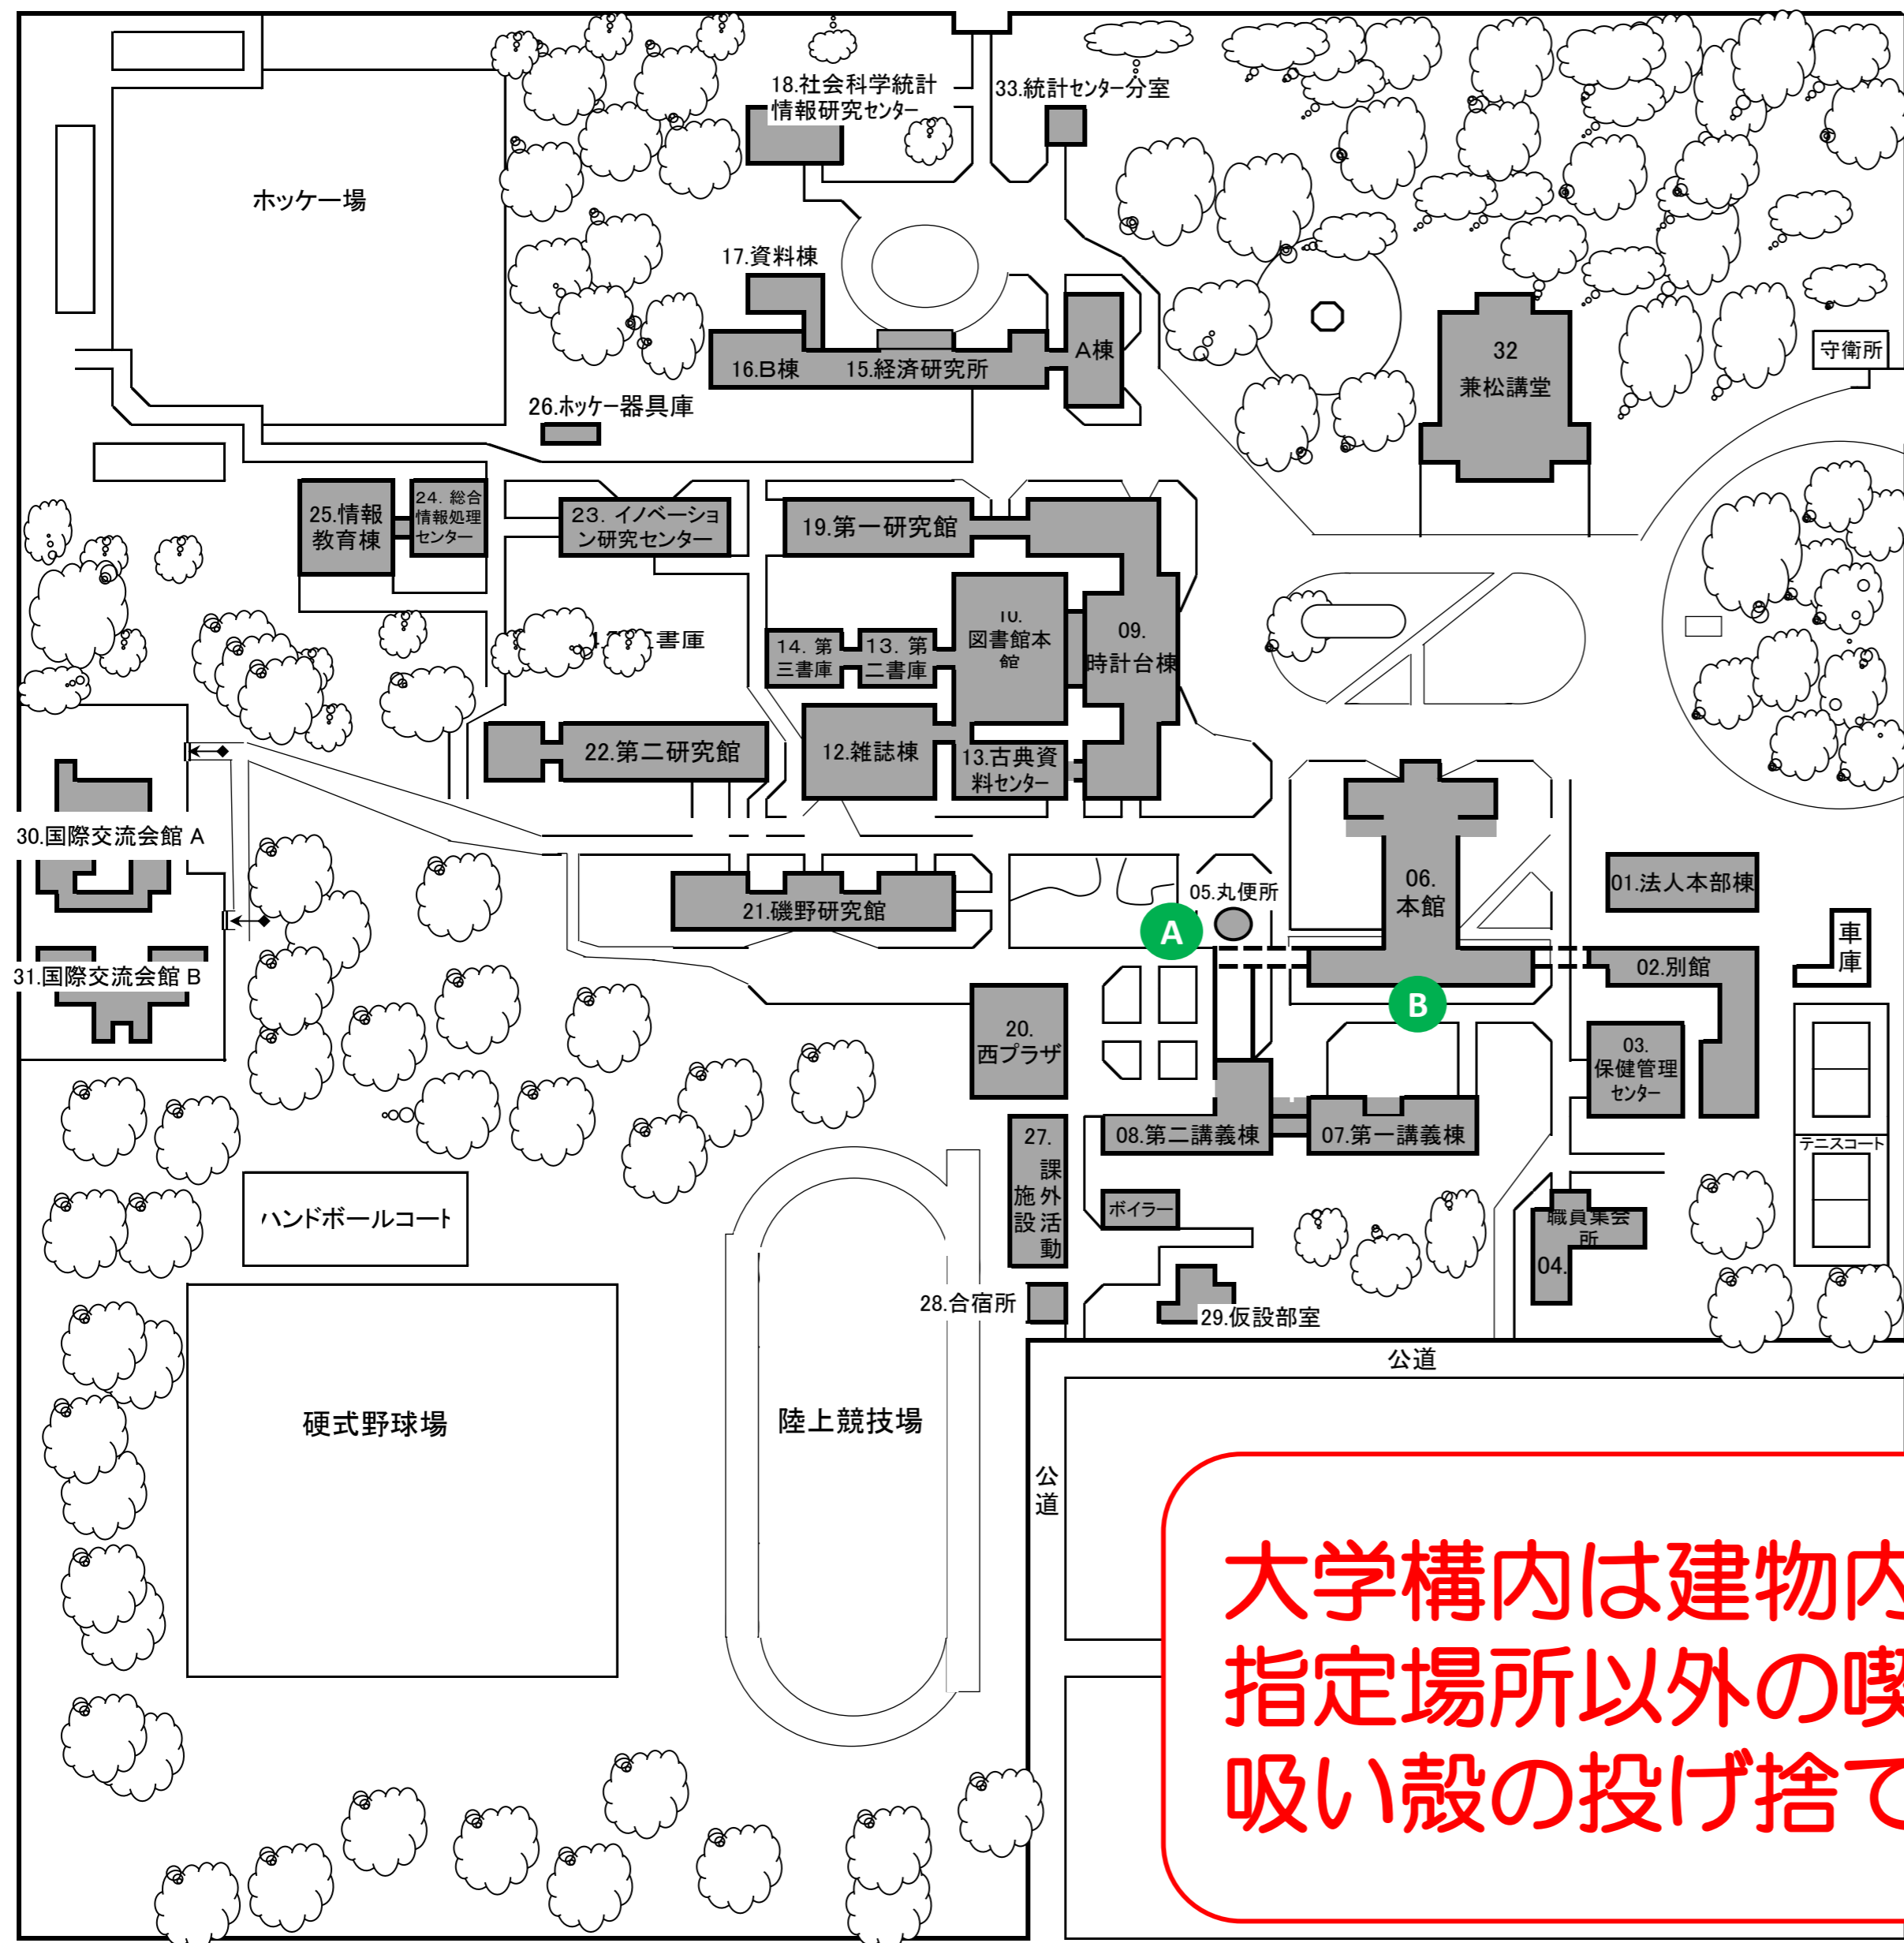 18.社会科学統計
情報研究センター
33.統計センター分室
ホッケー場
17.資料棟
16.B棟
15.経済研究所
A棟
32
兼松講堂
守衛所
26.ホッケー器具庫
25.情報
教育棟
24. 総合
情報処理
センター
23. イノベーショ
ン研究センター
19.第一研究館
書庫
14. 第
三書庫
13. 第
二書庫
10.
図書館本
館
09.
時計台棟
22.第二研究館
12.雑誌棟
13.古典資
料センター
30.国際交流会館 A
21.磯野研究館
05.丸便所
06.
本館
01.法人本部棟
A
車
庫
31.国際交流会館 B
02.別館
B
20.
西プラザ
03.
保健管理
センター
27.
課
外
活
動
施
設
08.第二講義棟
07.第一講義棟
テニスコート
ハンドボールコート
ボイラー
職員集会
所
04.
28.合宿所
29.仮設部室
公道
硬式野球場
陸上競技場
公
道
大学構内は建物内
指定場所以外の喫
吸い殻の投げ捨て